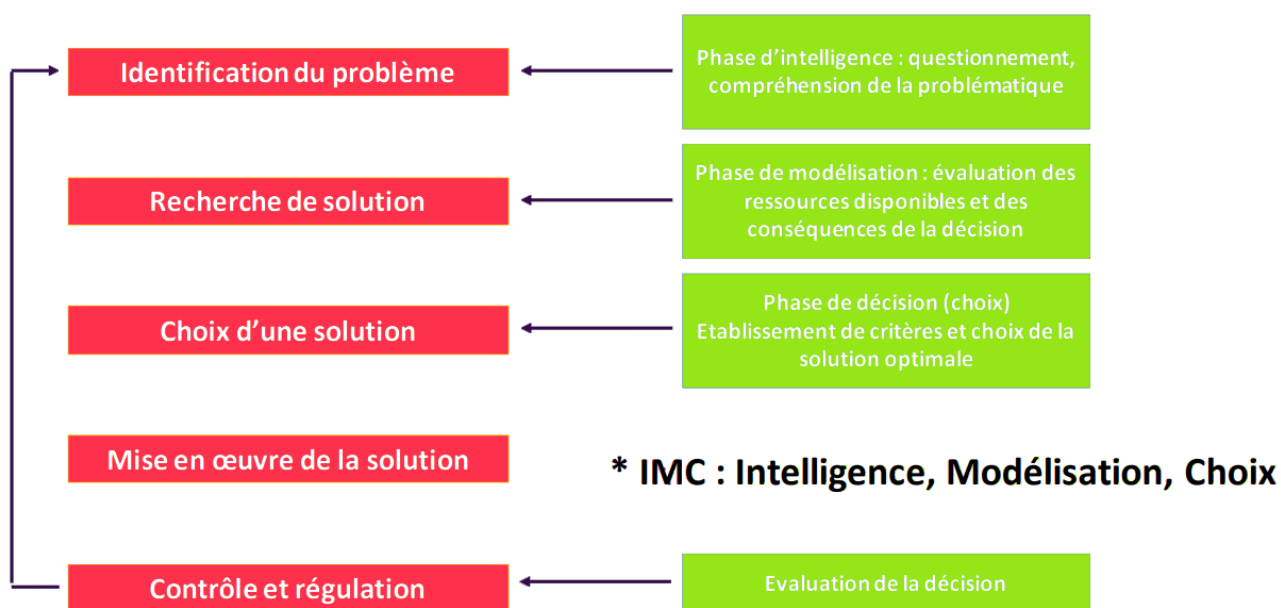 Identification du problème
Phase d’intelligence : questionnement,
compréhension de la problématique
Recherche de solution
Phase de modélisation : évaluation des
ressources disponibles et des
conséquences de la décision
Choix d’une solution
Phase de décision (choix)
Etablissement de critères et choix de la
solution optimale
Mise en œuvre de la solution
* IMC : Intelligence, Modélisation, Choix
Contrôle et régulation
Evaluation de la décision